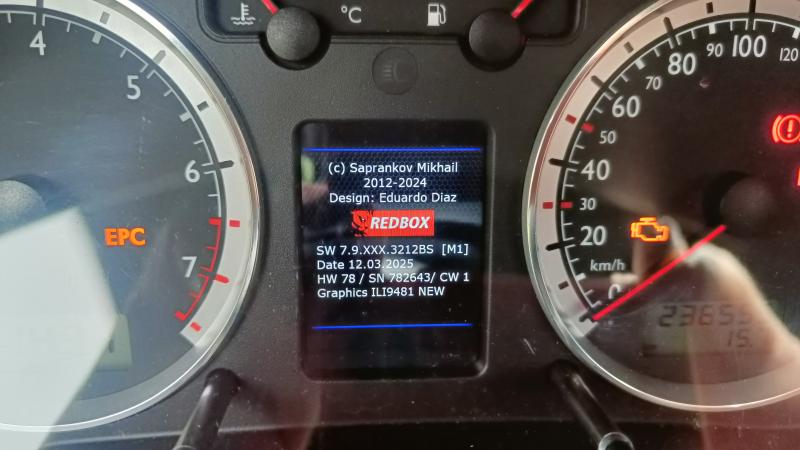 4
5
6
7
EPC
°C
(c) Saprankov Mikhail
2012-2024
Design: Eduardo Diaz
REDBOX
SW 7.9.XXX.3212BS [M1]
Date 12.03.2025
HW 78 / SN 782643/ CW 1
Graphics ILI9481 NEW
120
100
90
80
70
60
50
40
30
20
km/h
0